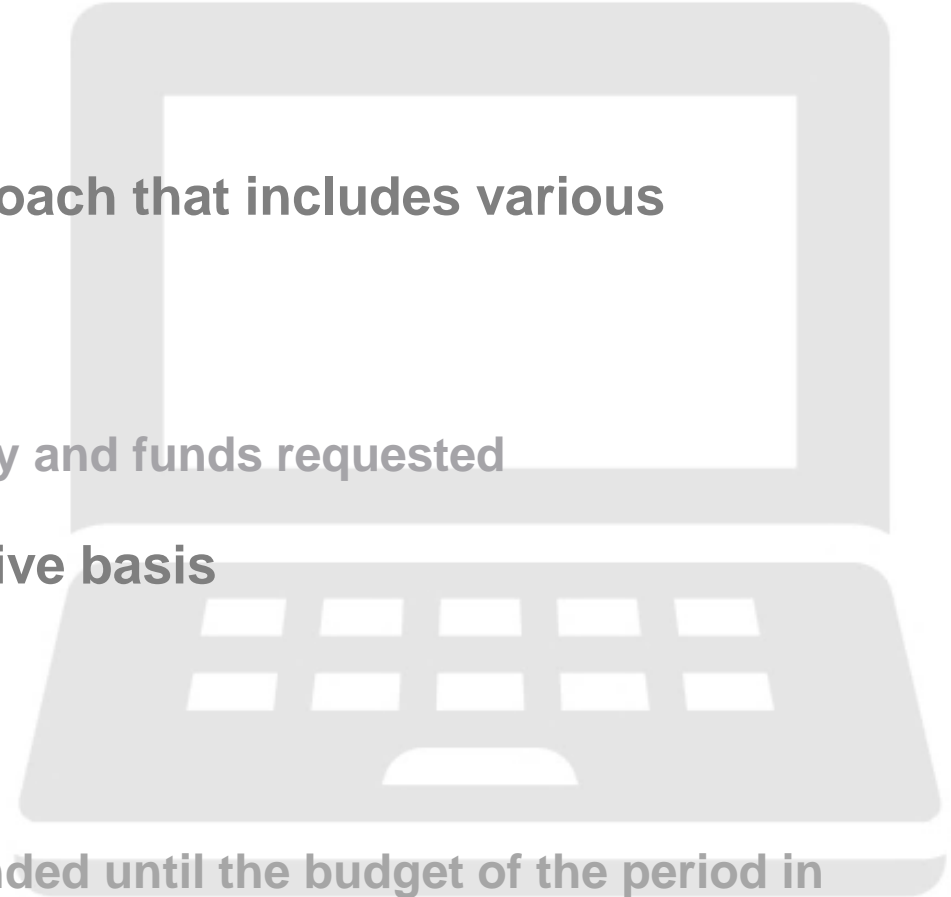 oach that includes various
y and funds requested
ive basis
ded until the budget of the period in